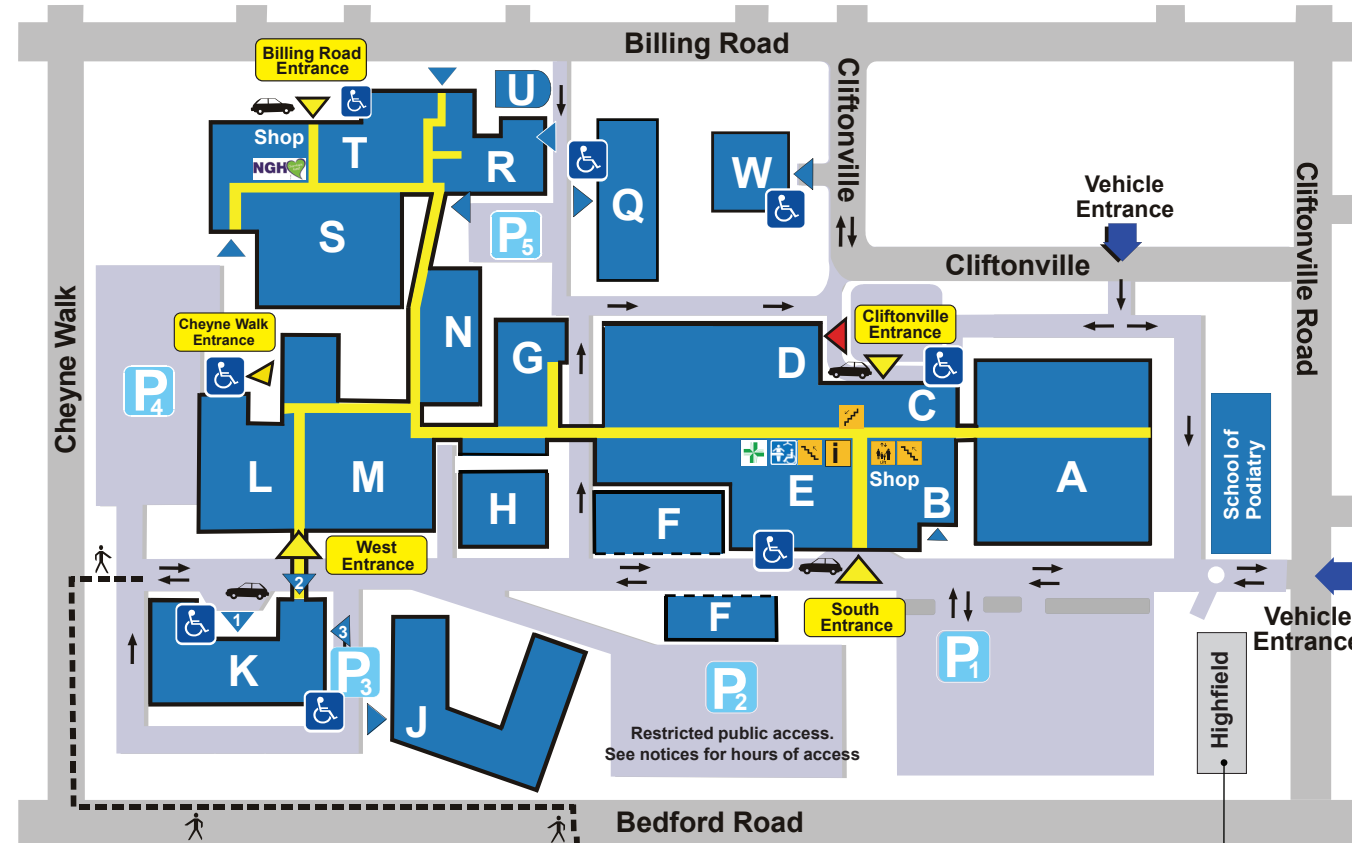 Billing Road
Billing Road
Entrance
U
Cliftonville
Shop
T
NGH
R
W
Q
Vehicle
Entrance
Cliftonville Road
S
P5
Cliftonville
Cheyne Walk
Cheyne Walk
Entrance
N
G
Cliftonville
Entrance
D
P4
C
L
M
H
F
E
i
LIFT
Shop
B
A
School of
Podiatry
West
Entrance
2
1
3
K
P3
J
F
South
Entrance
P1
Vehicle
Entrance
P2
Restricted public access.
See notices for hours of access
Highfield
Bedford Road